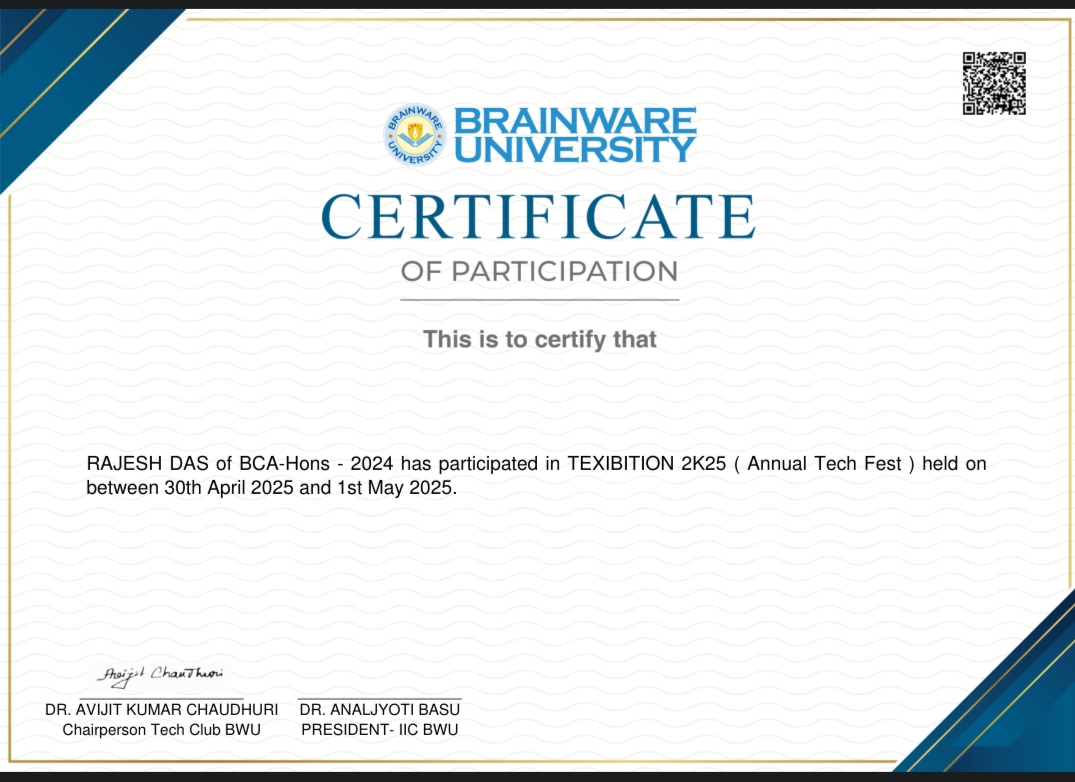 BRAINWARE UNIVERSITY
BRAINWARE
UNIVERSITY
CERTIFICATE
OF PARTICIPATION
This is to certify that
RAJESH DAS of BCA-Hons - 2024 has participated in TEXIBITION 2K25 ( Annual Tech Fest ) held on
between 30th April 2025 and 1st May 2025.
Avijit Chaudhuri
DR. AVIJIT KUMAR CHAUDHURI
Chairperson Tech Club BWU
DR. ANALJYOTI BASU
PRESIDENT- IIC BWU